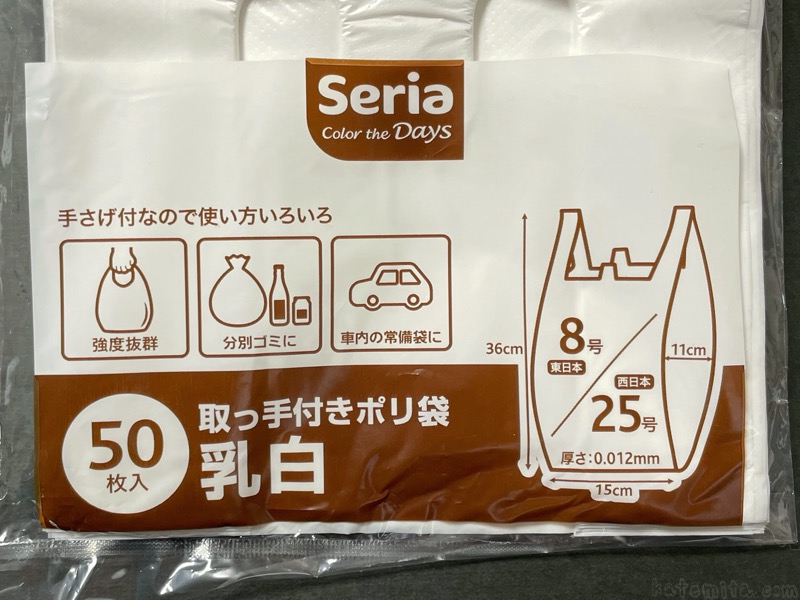 Seria
Color the Days
手さげ付なので使い方いろいろ
強度抜群
分別ゴミに
車内の常備袋に
50
枚入
取っ手付きポリ袋
乳白
36cm
8号
東日本
11cm
西日本
25号
厚さ:0.012mm
15cm
katemita.com